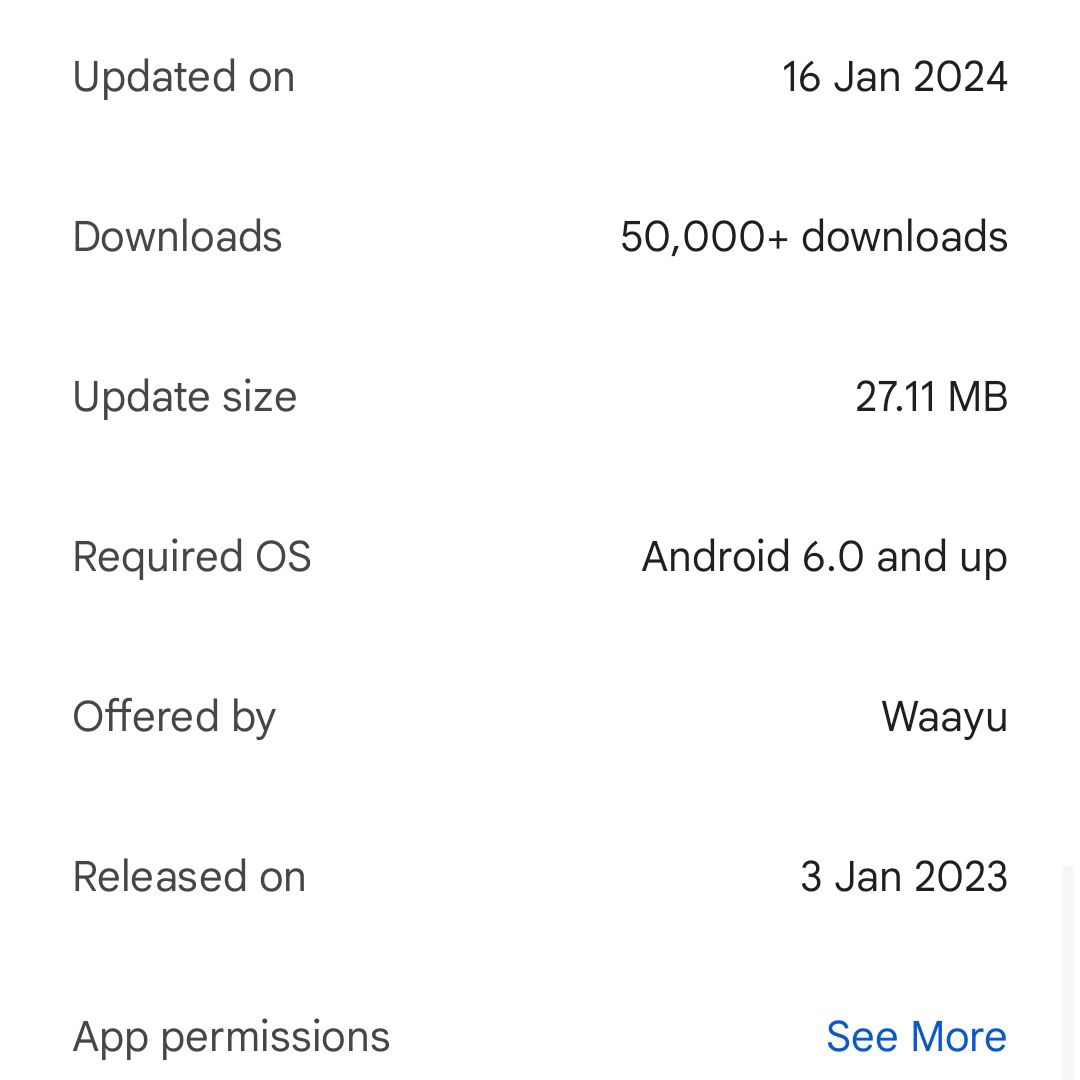 Updated on 16 Jan 2024
Downloads 50,000+ downloads
Update size 27.11 MB
Required OS Android 6.0 and up
Offered by Waayu
Released on 3 Jan 2023
App permissions See More